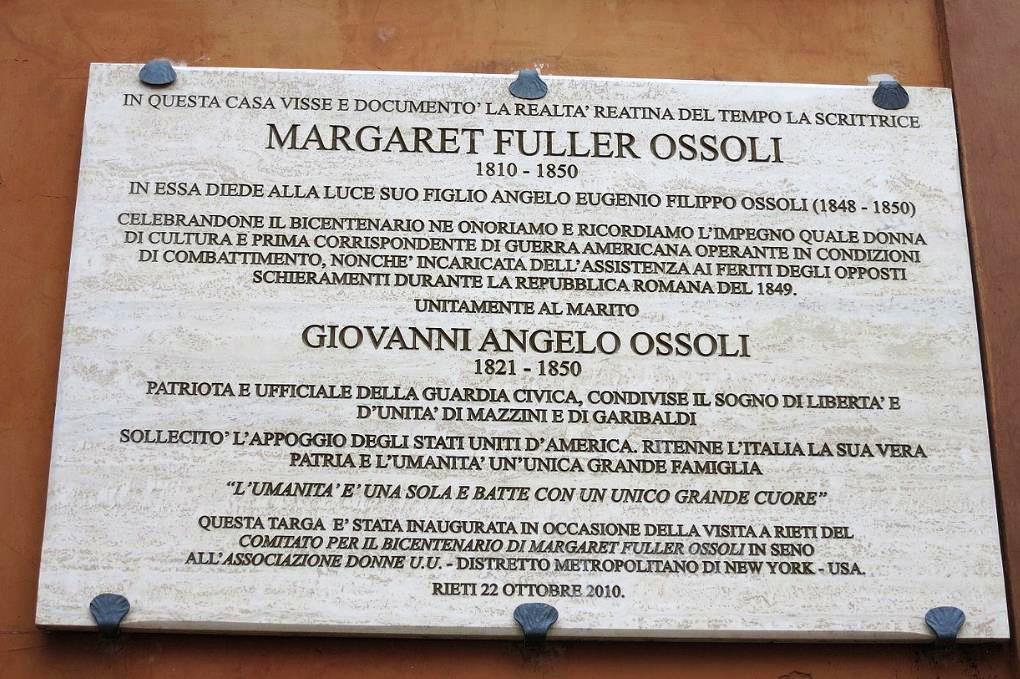 IN QUESTA CASA VISSE E DOCUMENTO' LA REALTA' REATINA DEL TEMPO LA SCRITTRICE
MARGARET FULLER OSSOLI
1810 - 1850
IN ESSA DIEDE ALLA LUCE SUO FIGLIO ANGELO EUGENIO FILIPPO OSSOLI (1848 - 1850)
CELEBRANDONE IL BICENTENARIO NE ONORIAMO E RICORDIAMO L'IMPEGNO QUALE DONNA
DI CULTURA E PRIMA CORRISPONDENTE DI GUERRA AMERICANA OPERANTE IN CONDIZIONI
DI COMBATTIMENTO, NONCHE' INCARICATA DELL'ASSISTENZA AI FERITI DEGLI OPPOSTI
SCHIERAMENTI DURANTE LA REPUBBLICA ROMANA DEL 1849.
UNITAMENTE AL MARITO
GIOVANNI ANGELO OSSOLI
1821 - 1850
PATRIOTA E UFFICIALE DELLA GUARDIA CIVICA, CONDIVISE IL SOGNO DI LIBERTA' E
D'UNITA' DI MAZZINI E DI GARIBALDI
SOLLECITO' L'APPOGGIO DEGLI STATI UNITI D'AMERICA. RITENNE L'ITALIA LA SUA VERA
PATRIA E L'UMANITA' UN'UNICA GRANDE FAMIGLIA
"L'UMANITA' E' UNA SOLA E BATTE CON UN UNICO GRANDE CUORE"
QUESTA TARGA E' STATA INAUGURATA IN OCCASIONE DELLA VISITA A RIETI DEL
COMITATO PER IL BICENTENARIO DI MARGARET FULLER OSSOLI IN SENO
ALL'ASSOCIAZIONE DONNE U.U. - DISTRETTO METROPOLITANO DI NEW YORK - USA.
RIETI 22 OTTOBRE 2010.